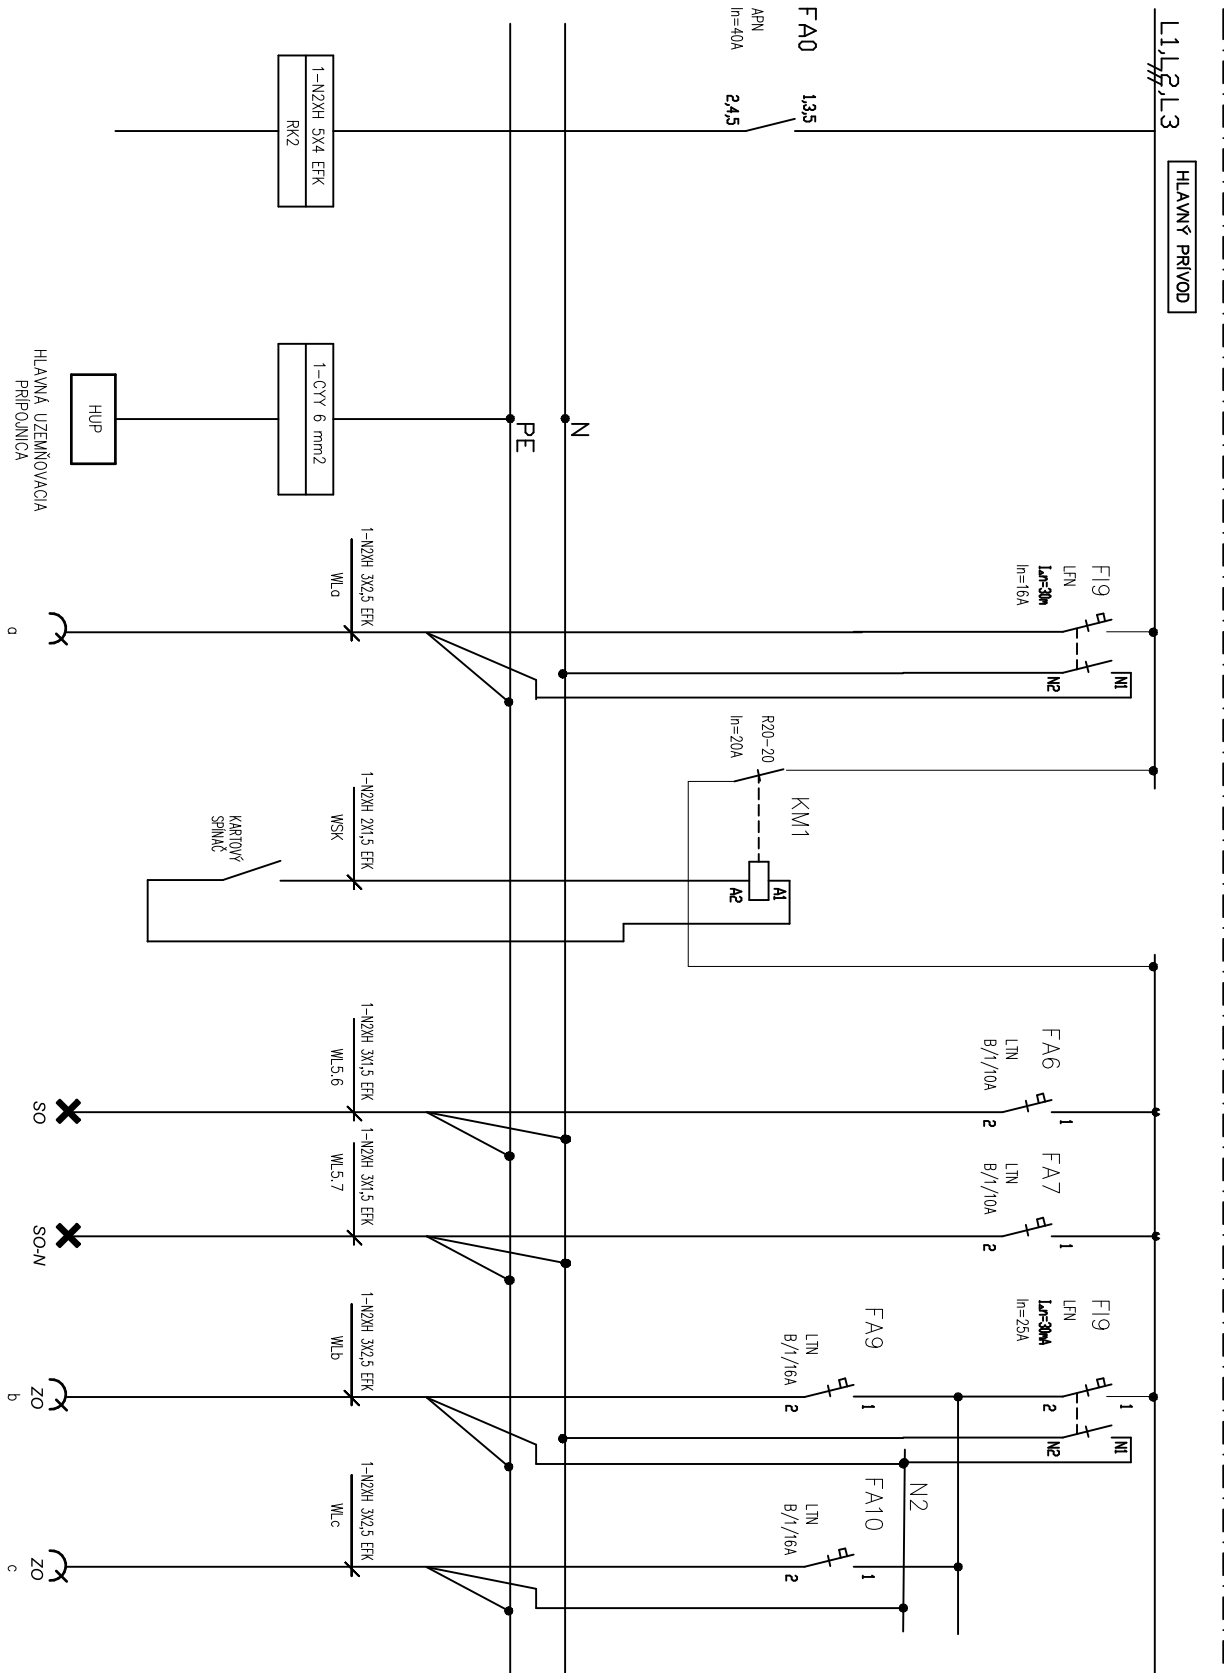 L1,L2,L3
HLAVNÝ PRÍVOD
FA0
APN
In=40A
1,3,5
2,4,5
1-N2XH 5X4 EFK
RK2
N
PE
1-CYY 6 mm2
HUP
HLAVNÁ UZEMŇOVACIA
PRÍPOJNICA
FI9
LFN
IΔn=30m
In=16A
N1
N2
1-N2XH 3X2,5 EFK
WLa
a
KM1
R20-20
In=20A
A1
A2
1-N2XH 2X1,5 EFK
WSK
KARTOVÝ
SPÍNAČ
FA6
LTN
B/1/10A
1
2
1-N2XH 3X1,5 EFK
WL5.6
SO
FA7
LTN
B/1/10A
1
2
1-N2XH 3X1,5 EFK
WL5.7
SO-N
FI9
LFN
IΔn=30mA
In=25A
1
2
N1
N2
FA9
LTN
B/1/16A
1
2
1-N2XH 3X2,5 EFK
WLb
ZO
b
N2
FA10
LTN
B/1/16A
1
2
1-N2XH 3X2,5 EFK
WLc
ZO
c